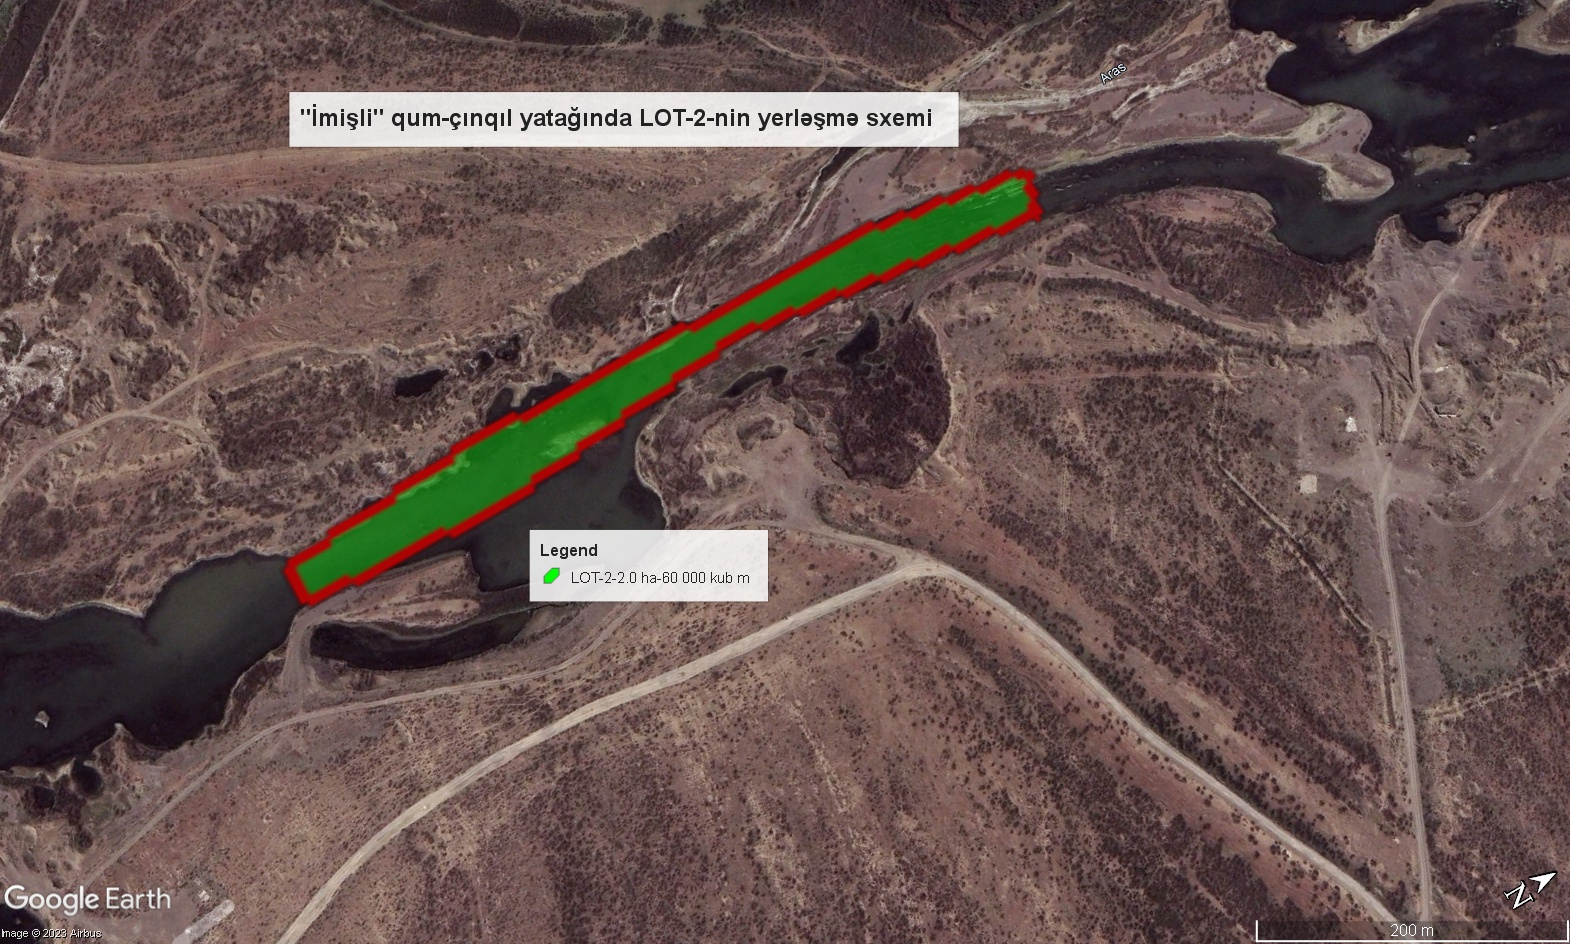 Aras
"İmişli" qum-çınqıl yatağında LOT-2-nin yerləşmə sxemi
Legend
LOT-2-2.0 ha-60 000 kub m
Google Earth
Image © 2023 Airbus
N
200 m